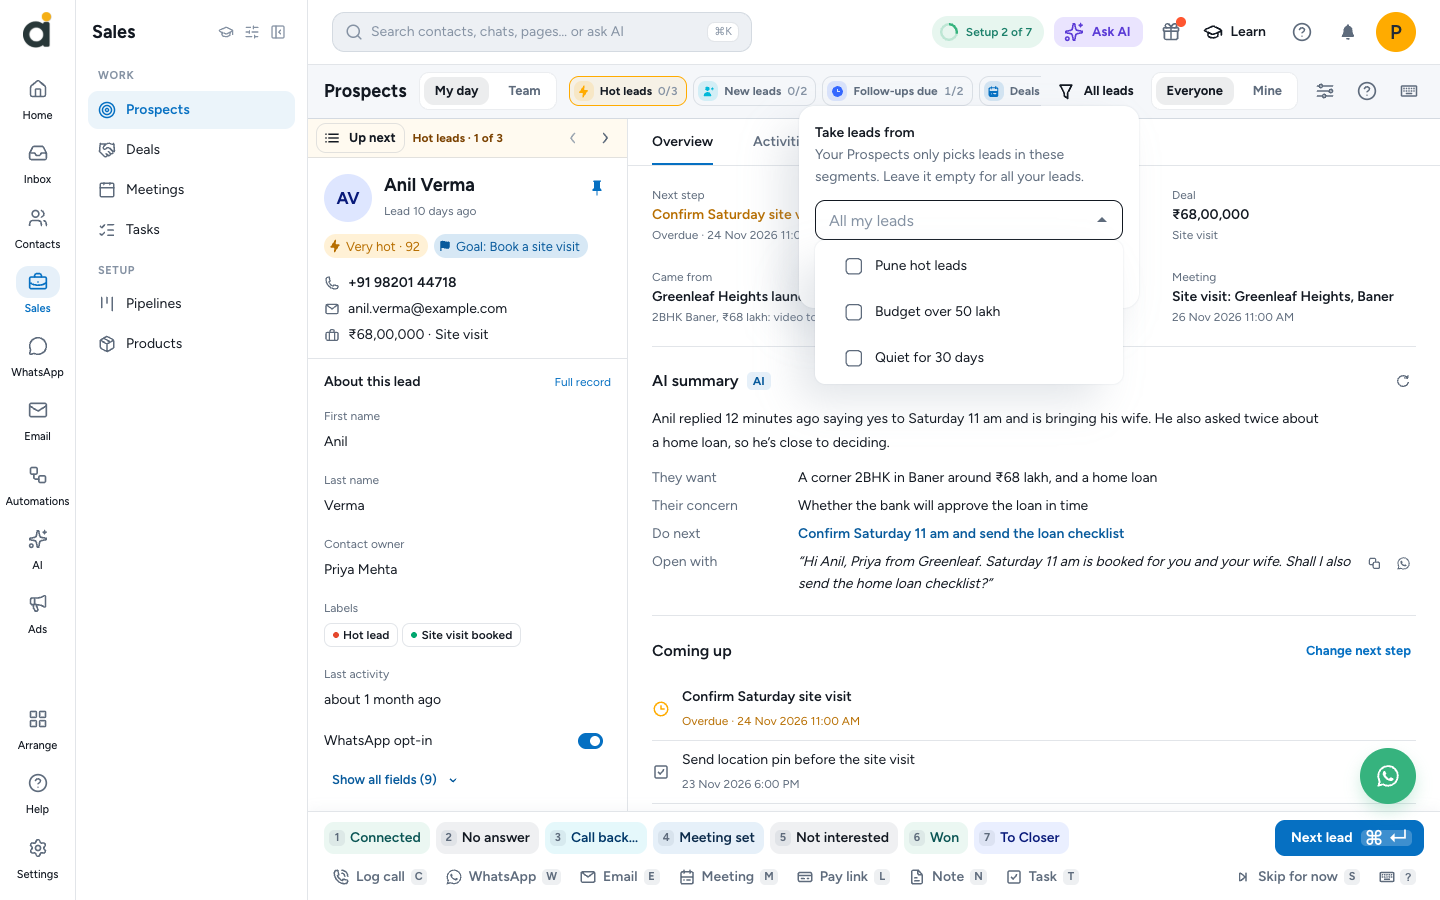 Sales
Search contacts, chats, pages... or ask AI
⌘K
Setup 2 of 7
Ask AI
Learn
P
Home
Inbox
Contacts
Sales
WhatsApp
Email
Automations
AI
Ads
Arrange
Help
Settings
WORK
Prospects
Deals
Meetings
Tasks
SETUP
Pipelines
Products
Prospects
My day
Team
Hot leads 0/3
New leads 0/2
Follow-ups due 1/2
Deals
All leads
Everyone
Mine
Up next
Hot leads · 1 of 3
AV
Anil Verma
Lead 10 days ago
Very hot · 92
Goal: Book a site visit
+91 98201 44718
anil.verma@example.com
₹68,00,000 · Site visit
About this lead
Full record
First name
Anil
Last name
Verma
Contact owner
Priya Mehta
Labels
Hot lead
Site visit booked
Last activity
about 1 month ago
WhatsApp opt-in
Show all fields (9)
Overview
Take leads from
Your Prospects only picks leads in these
segments. Leave it empty for all your leads.
All my leads
Pune hot leads
Budget over 50 lakh
Quiet for 30 days
Next step
Confirm Saturday site
Overdue · 24 Nov 2026
Came from
Greenleaf Heights
2BHK Baner, ₹68 lakh: video
Deal
₹68,00,000
Site visit
Meeting
Site visit: Greenleaf Heights, Baner
26 Nov 2026 11:00 AM
AI summary
AI
Anil replied 12 minutes ago saying yes to Saturday 11 am and is bringing his wife. He also asked twice about
a home loan, so he's close to deciding.
They want
A corner 2BHK in Baner around ₹68 lakh, and a home loan
Their concern
Whether the bank will approve the loan in time
Do next
Confirm Saturday 11 am and send the loan checklist
Open with
“Hi Anil, Priya from Greenleaf. Saturday 11 am is booked for you and your wife. Shall I also
send the home loan checklist?”
Coming up
Change next step
Confirm Saturday site visit
Overdue · 24 Nov 2026 11:00 AM
Send location pin before the site visit
23 Nov 2026 6:00 PM
1 Connected
2 No answer
3 Call back...
4 Meeting set
5 Not interested
6 Won
7 To Closer
Next lead ⌘
Log call C
WhatsApp W
Email E
Meeting M
Pay link L
Note N
Task T
Skip for now S
?